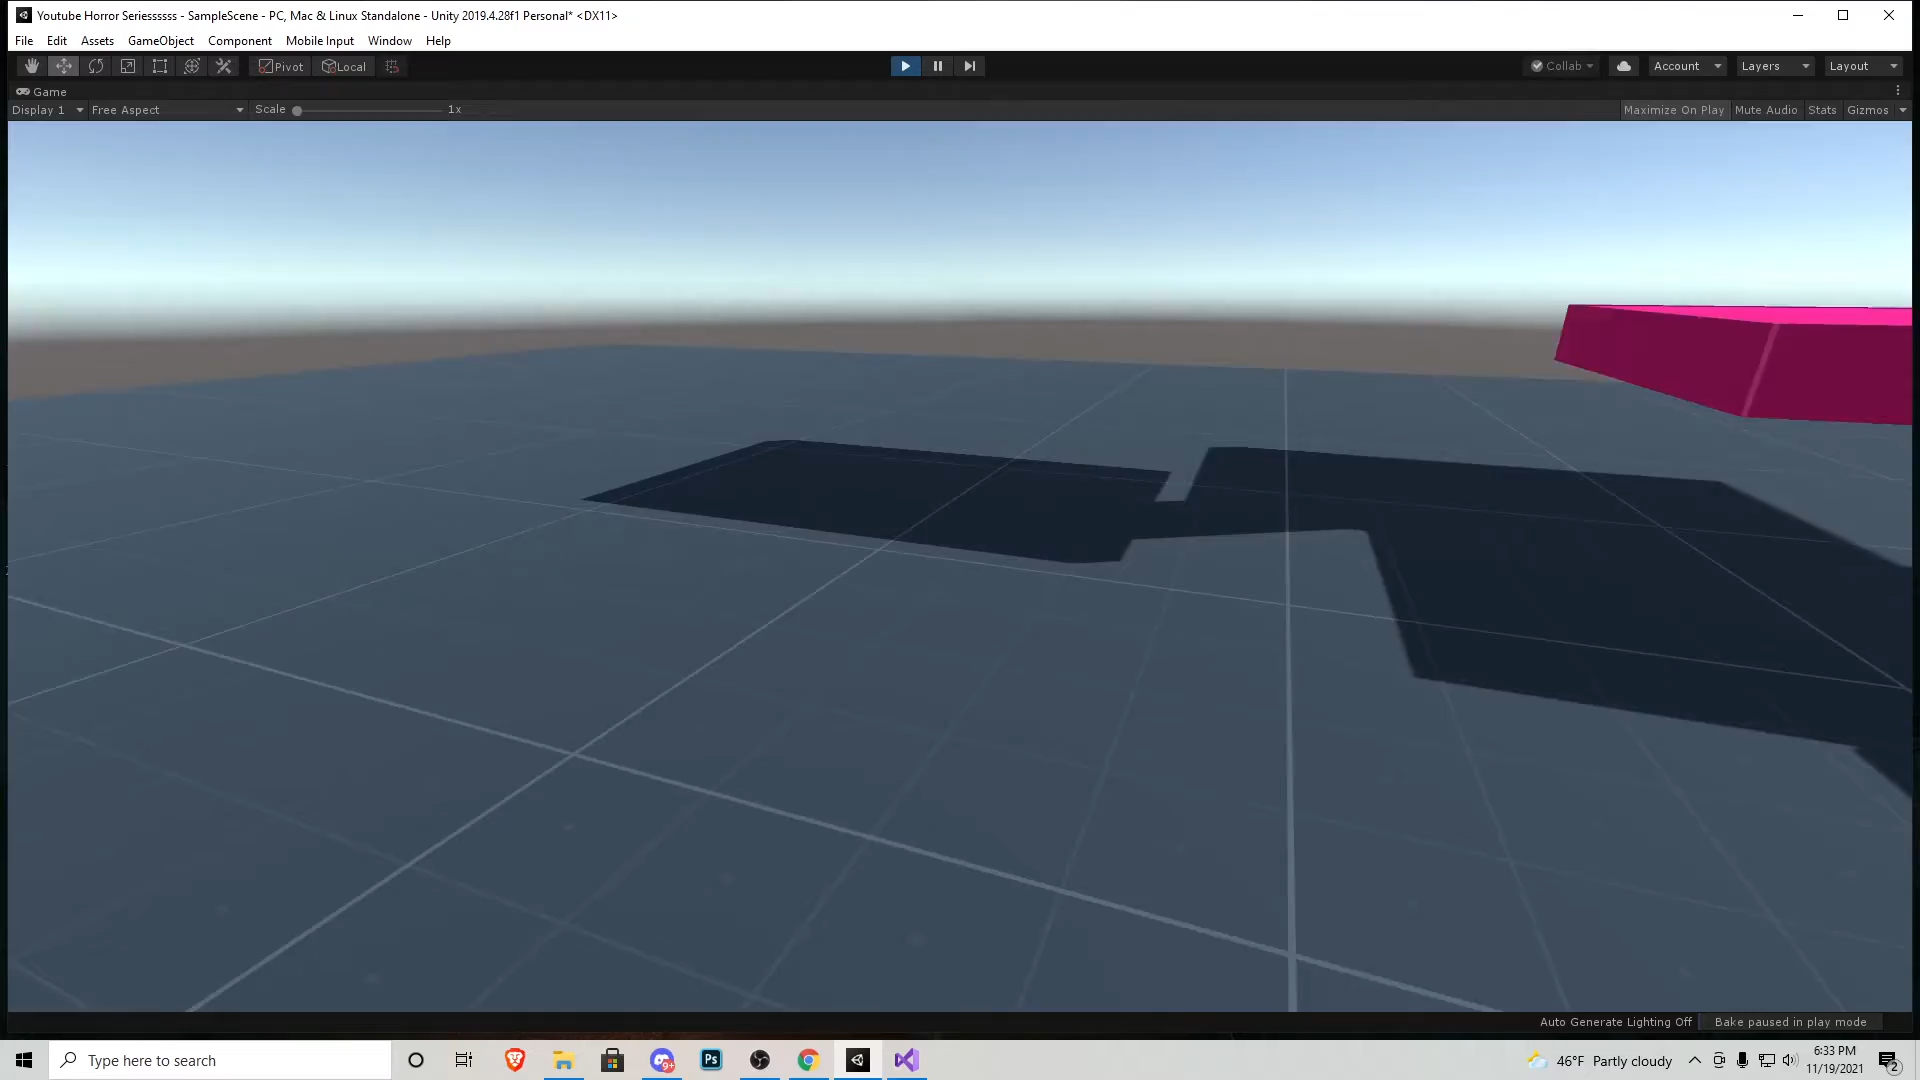 Youtube Horror Seriessssss - SampleScene - PC, Mac & Linux Standalone - Unity 2019.4.28f1 Personal* <DX11>
File Edit Assets GameObject Component Mobile Input Window Help
Pivot Local Collab Account Layers Layout
Game
Display 1 Free Aspect Scale 1x Maximize On Play Mute Audio Stats Gizmos
Auto Generate Lighting Off Bake paused in play mode
Type here to search 9+ Ps 46°F Partly cloudy 6:33 PM
11/19/2021 2